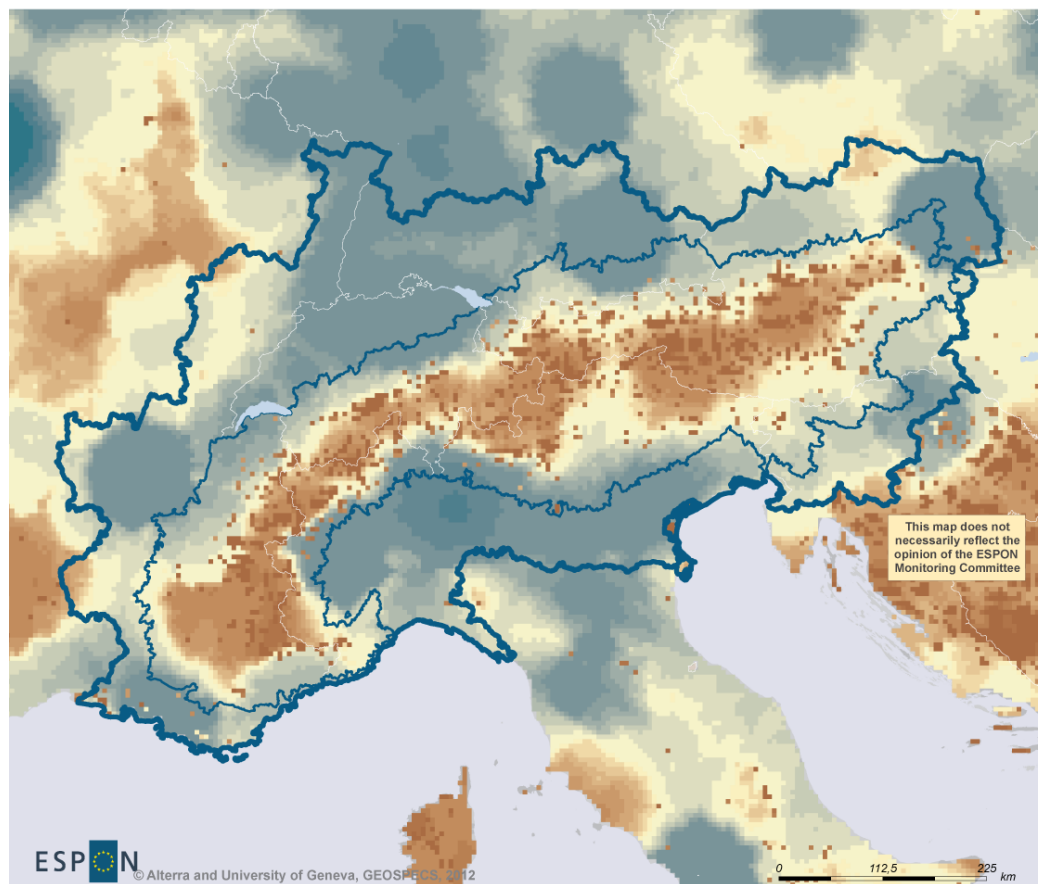 This map does not
necessarily reflect the
opinion of the ESPON
Monitoring Committee
ESPON
© Alterra and University of Geneva, GEOSPECS, 2012
0 112,5 225
km